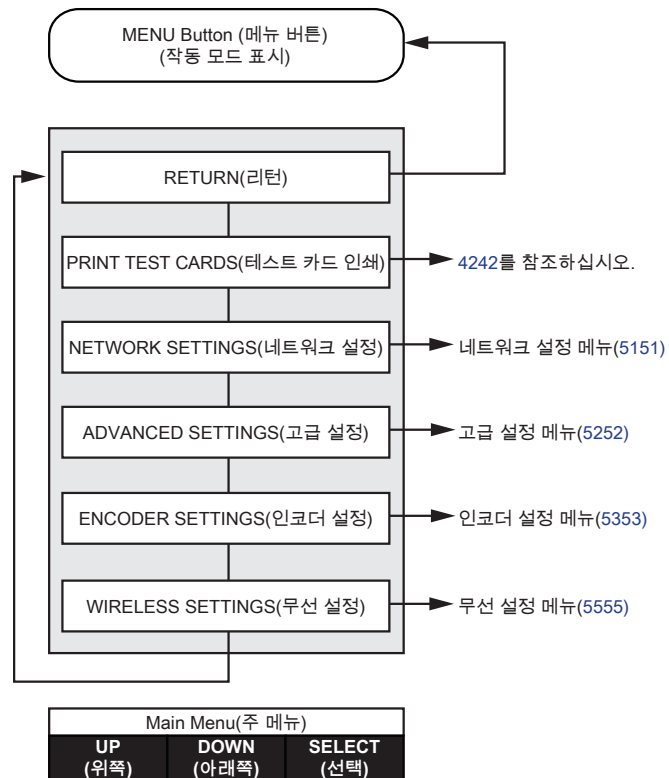 MENU Button (메뉴 버튼)
(작동 모드 표시)
RETURN(리턴)
PRINT TEST CARDS(테스트 카드 인쇄)
4242를 참조하십시오.
NETWORK SETTINGS(네트워크 설정)
네트워크 설정 메뉴(5151)
ADVANCED SETTINGS(고급 설정)
고급 설정 메뉴(5252)
ENCODER SETTINGS(인코더 설정)
인코더 설정 메뉴(5353)
WIRELESS SETTINGS(무선 설정)
무선 설정 메뉴(5555)
Main Menu(주 메뉴)
UP DOWN SELECT
(위쪽) (아래쪽) (선택)